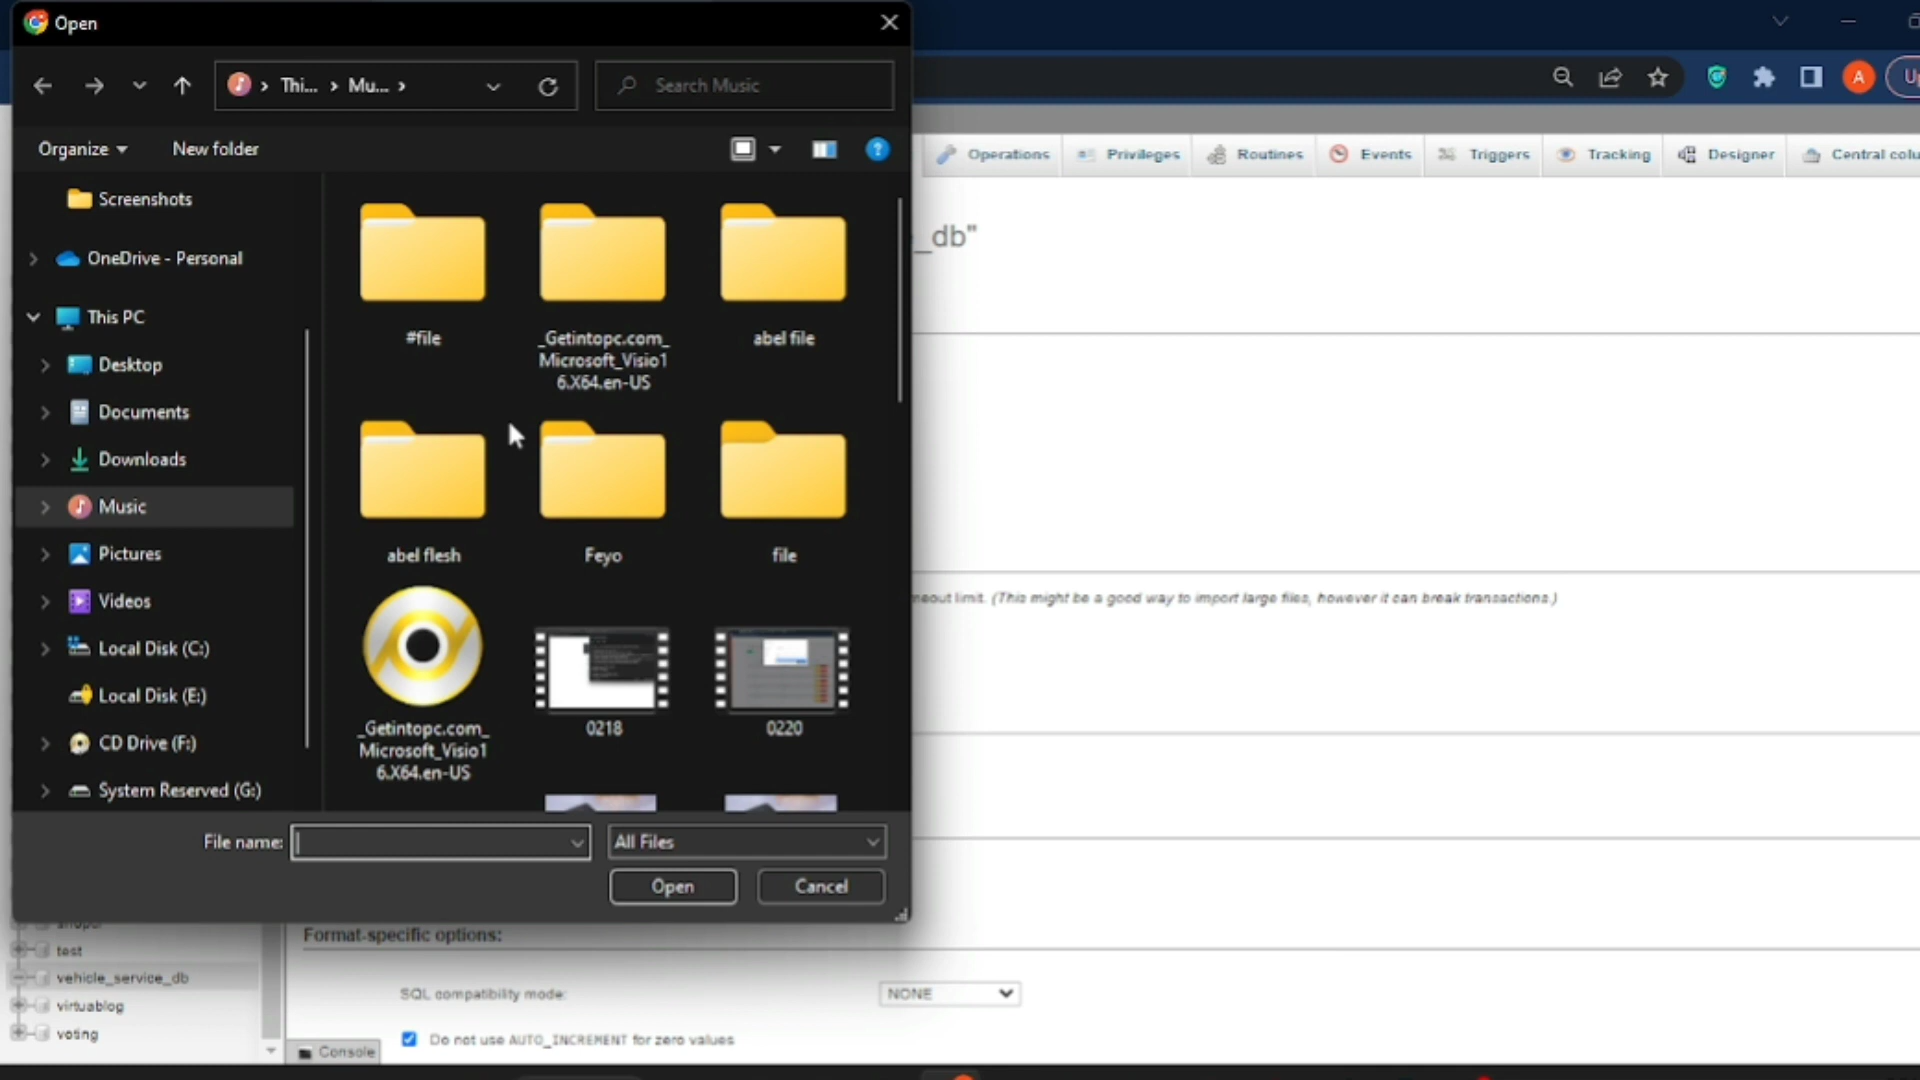 Open
Thi... > Mu... >
Search Music
A
Organize
New folder
Operations
Privileges
Routines
Events
Triggers
Tracking
Designer
Screenshots
OneDrive - Personal
This PC
Desktop
Documents
Downloads
Music
Pictures
Videos
Local Disk (C:)
Local Disk (E:)
CD Drive (F:)
System Reserved (G:)
#file
_Getintopc.com_
Microsoft_Visio1
6.X64.en-US
abel file
abel flesh
Feyo
file
_Getintopc.com_
Microsoft_Visio1
6.X64.en-US
0218
0220
_db"
limit. (This might be a good way to import large files, however it can break transactions.)
File name:
All Files
Open
Cancel
Format-specific options:
test
vehicle_service_db
virtuablog
voting
SQL compatibility mode:
NONE
Do not use AUTO_INCREMENT for zero values
Console